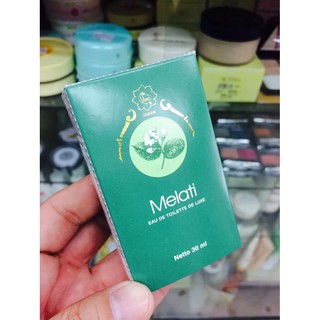 Melati
EAU DE TOILETTE DE LUXE
Netto 30 ml